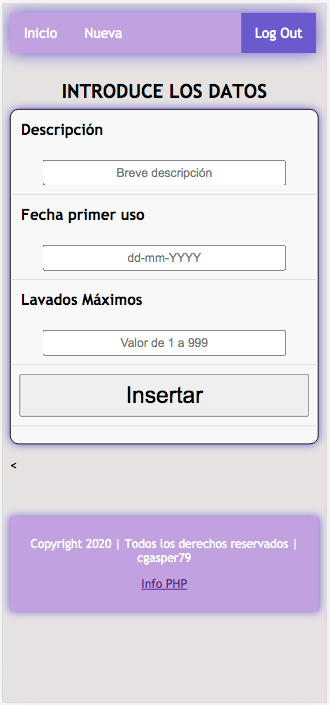 Inicio Nueva Log Out
INTRODUCE LOS DATOS
Descripción
Breve descripción
Fecha primer uso
dd-mm-YYYY
Lavados Máximos
Valor de 1 a 999
Insertar
<
Copyright 2020 | Todos los derechos reservados |
cgasper79
Info PHP